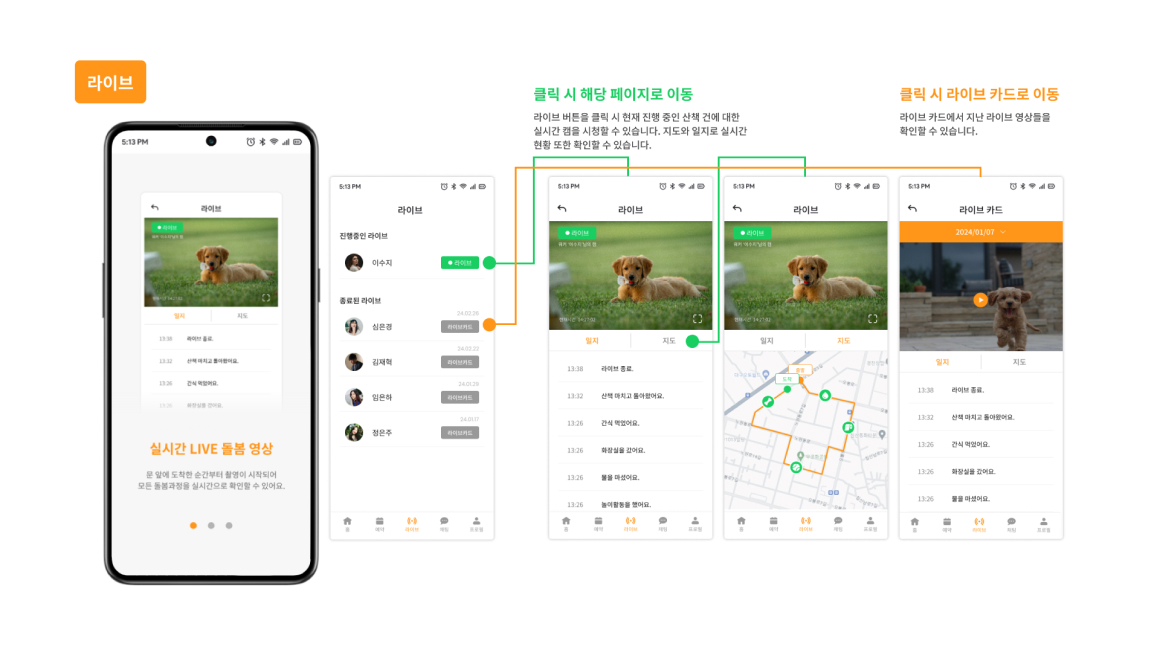 라이브
클릭 시 해당 페이지로 이동
라이브 버튼을 클릭 시 현재 진행 중인 산책 건에 대한
실시간 캠을 시청할 수 있습니다. 지도와 일지로 실시간
현황 또한 확인할 수 있습니다.
클릭 시 라이브 카드로 이동
라이브 카드에서 지난 라이브 영상들을
확인할 수 있습니다.
5:13 PM
라이브
라이브
일지
지도
13:38 라이브 종료.
13:32 산책 마치고 돌아왔어요.
13:26 간식 먹었어요.
13:26 화장실을 갔어요.
실시간 LIVE 돌봄 영상
문 앞에 도착한 순간부터 촬영이 시작되어
모든 돌봄과정을 실시간으로 확인할 수 있어요.
5:13 PM
라이브
진행중인 라이브
이수지
라이브
종료된 라이브
24.03.26
심은경
라이브카드
24.03.22
김재혁
라이브카드
24.01.29
임은하
라이브카드
24.01.17
정은주
라이브카드
홈
예약
라이브
채팅
프로필
5:13 PM
라이브
라이브
일지
지도
13:38 라이브 종료.
13:32 산책 마치고 돌아왔어요.
13:26 간식 먹었어요.
13:26 화장실을 갔어요.
13:26 물을 마셨어요.
13:26 놀이활동을 했어요.
홈
예약
라이브
채팅
프로필
5:13 PM
라이브
라이브
일지
지도
홈
예약
라이브
채팅
프로필
5:13 PM
라이브 카드
2024/01/07
일지
지도
13:38 라이브 종료.
13:32 산책 마치고 돌아왔어요.
13:26 간식 먹었어요.
13:26 화장실을 갔어요.
13:26 물을 마셨어요.
홈
예약
라이브
채팅
프로필